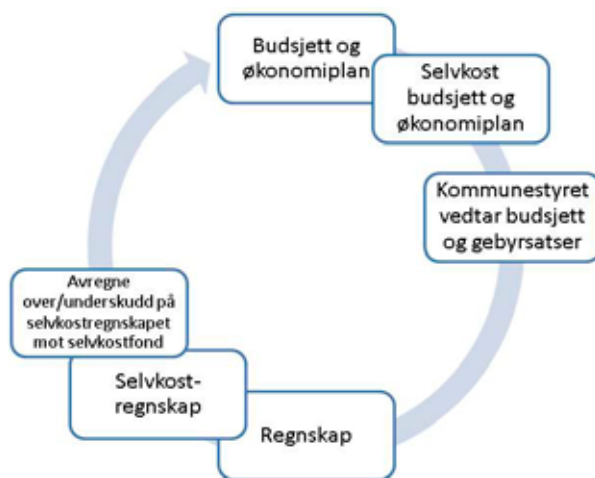 Budsjett og
økonomiplan
Selvkost
budsjett og
økonomiplan
Kommunestyret
vedtar budsjett
og gebyrsatser
Regnskap
Selvkost-
regnskap
Avregne
over/underskudd på
selvkostregnskapet
mot selvkostfond